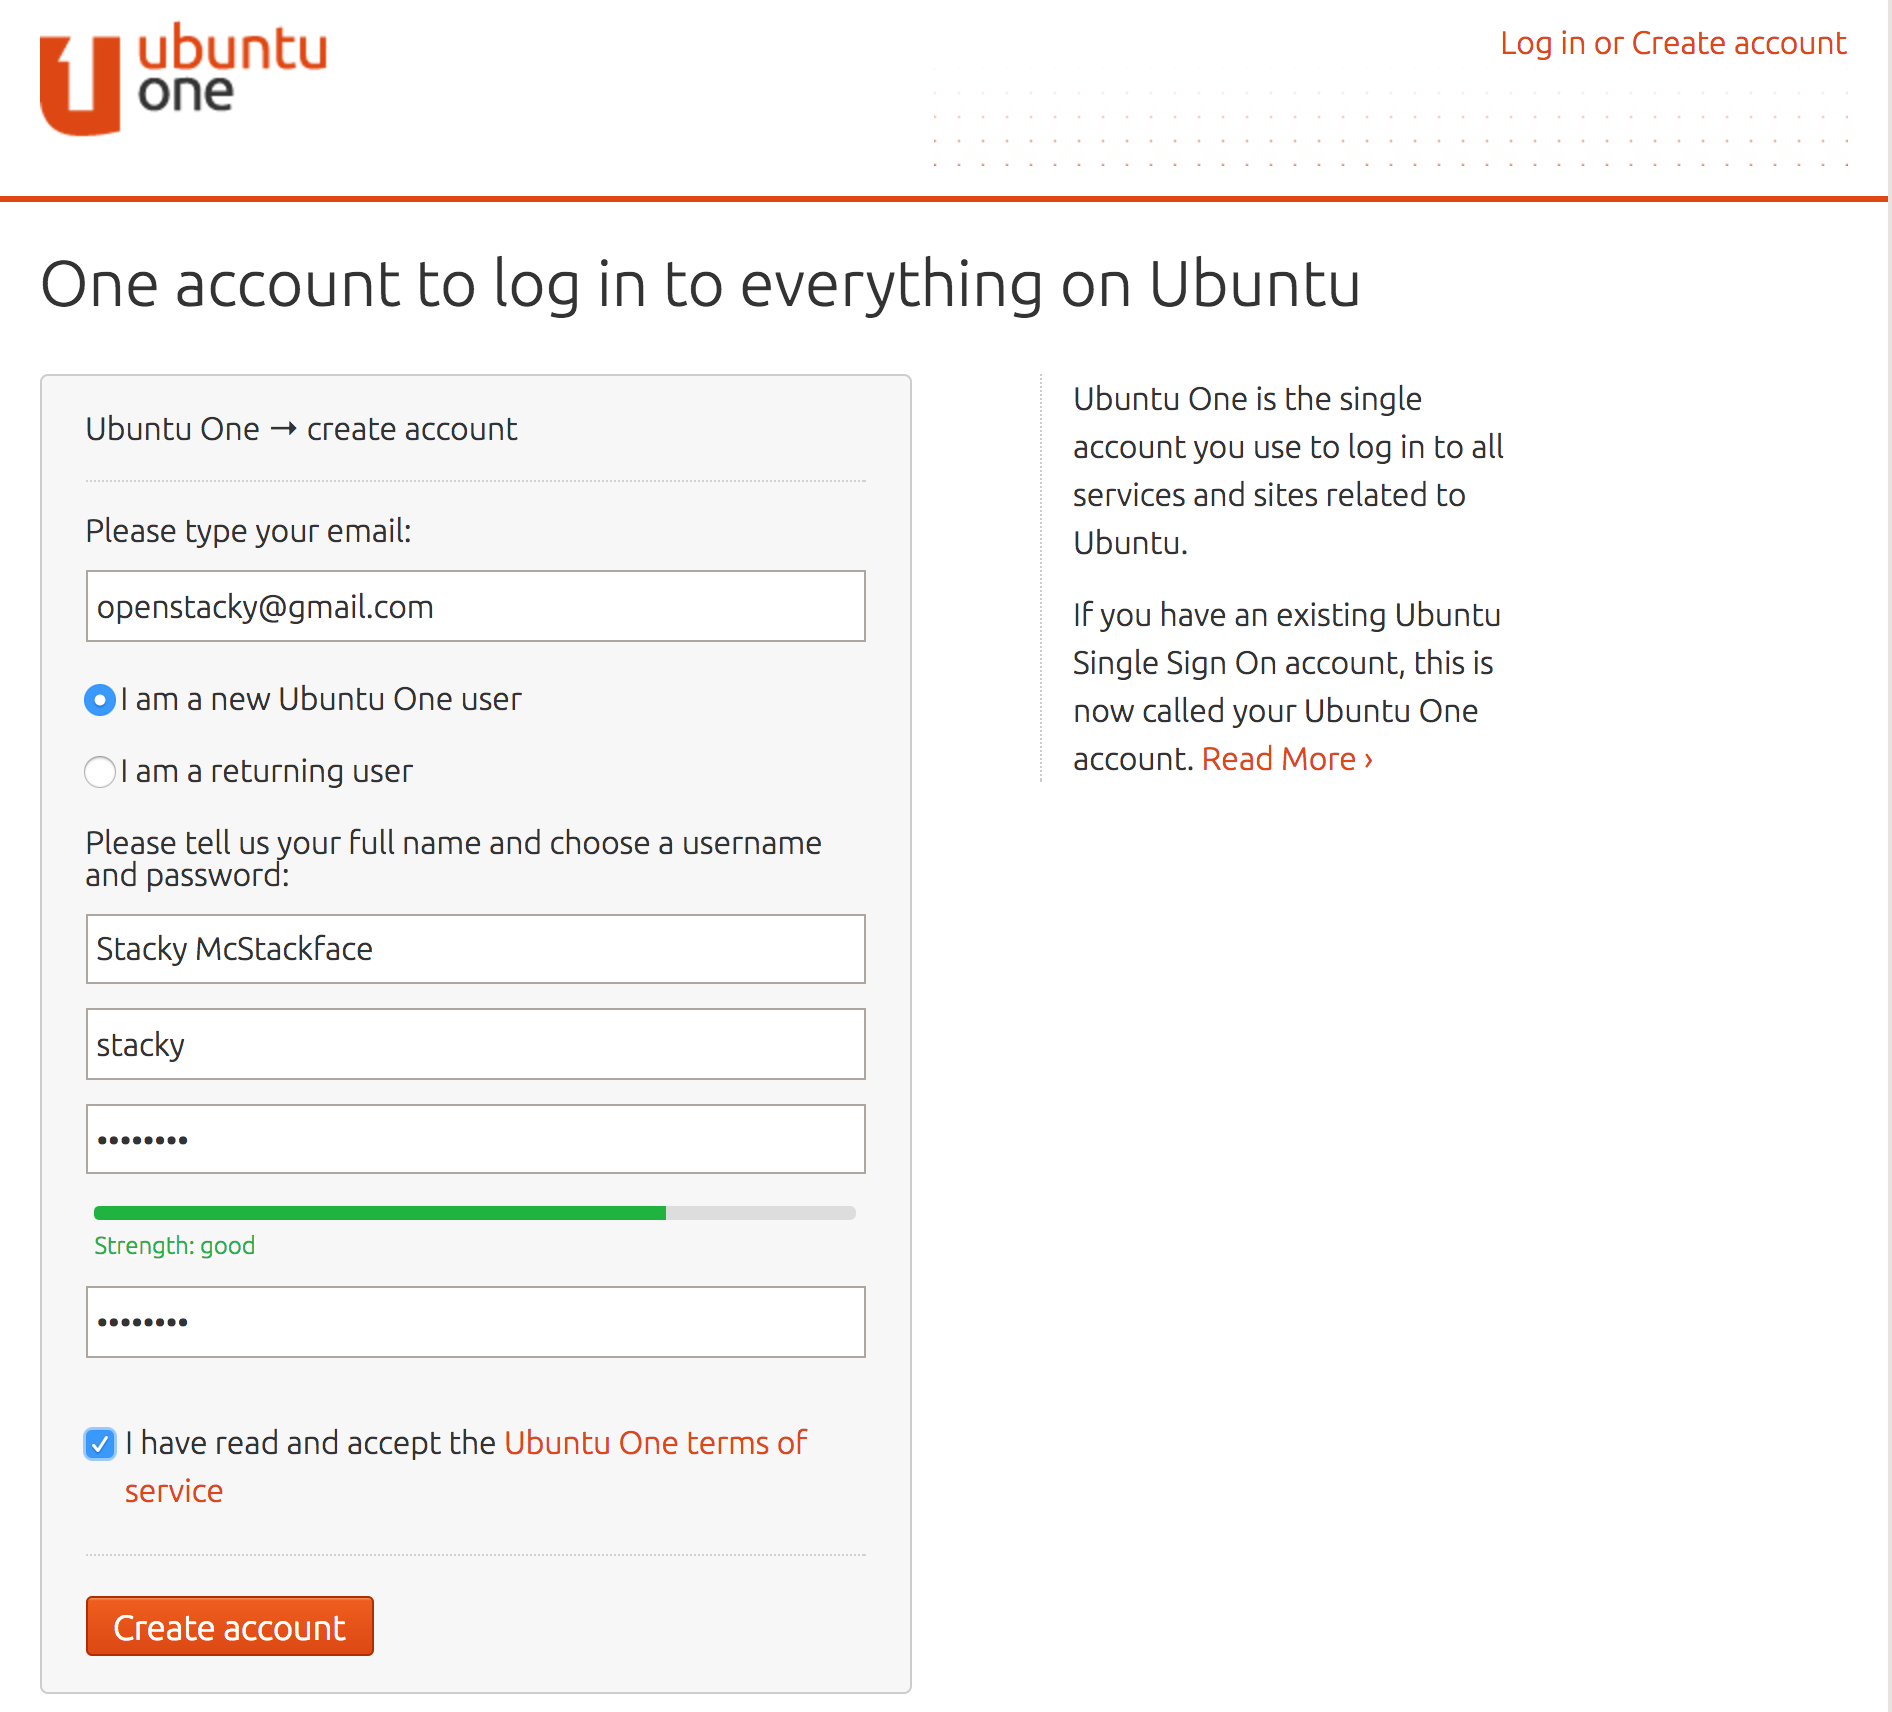 ubuntu
one
Log in or Create account
One account to log in to everything on Ubuntu
Ubuntu One → create account
Please type your email:
openstacky@gmail.com
I am a new Ubuntu One user
I am a returning user
Please tell us your full name and choose a username
and password:
Stacky McStackface
stacky
••••••••
Strength: good
••••••••
I have read and accept the Ubuntu One terms of
service
Create account
Ubuntu One is the single
account you use to log in to all
services and sites related to
Ubuntu.
If you have an existing Ubuntu
Single Sign On account, this is
now called your Ubuntu One
account. Read More ›